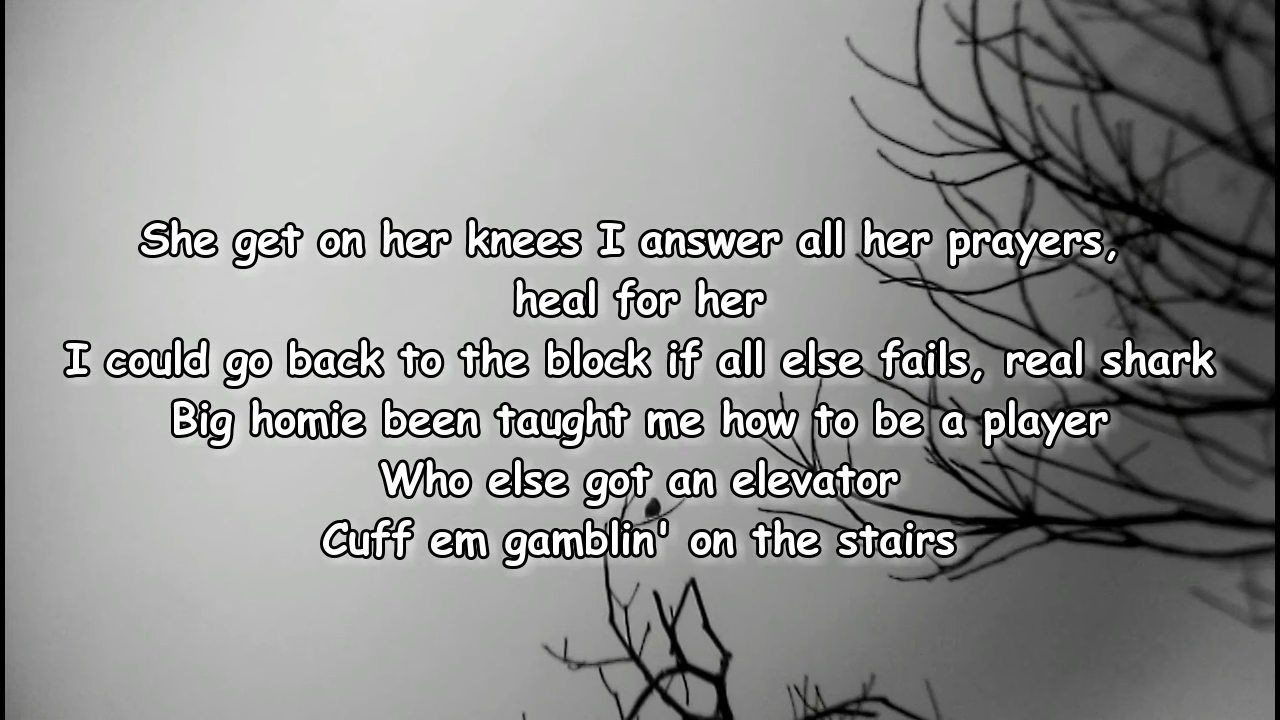 She get on her knees I answer all her prayers,
heal for her
I could go back to the block if all else fails, real shark
Big homie been taught me how to be a player
Who else got an elevator
Cuff em gamblin' on the stairs